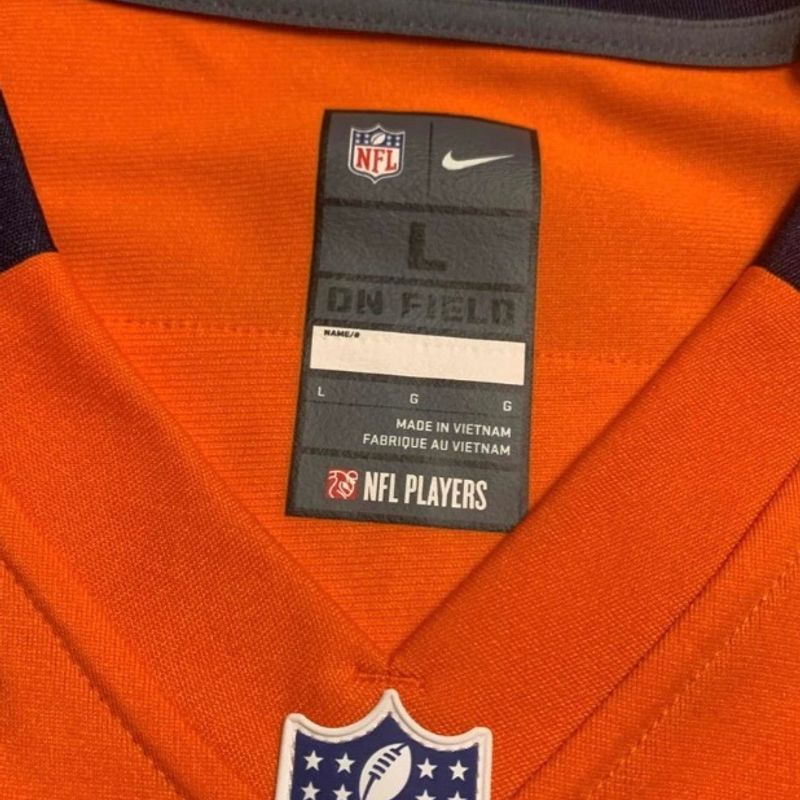 NFL
L
ON FIELD
NAME/#
L G G
MADE IN VIETNAM
FABRIQUE AU VIETNAM
NFL PLAYERS